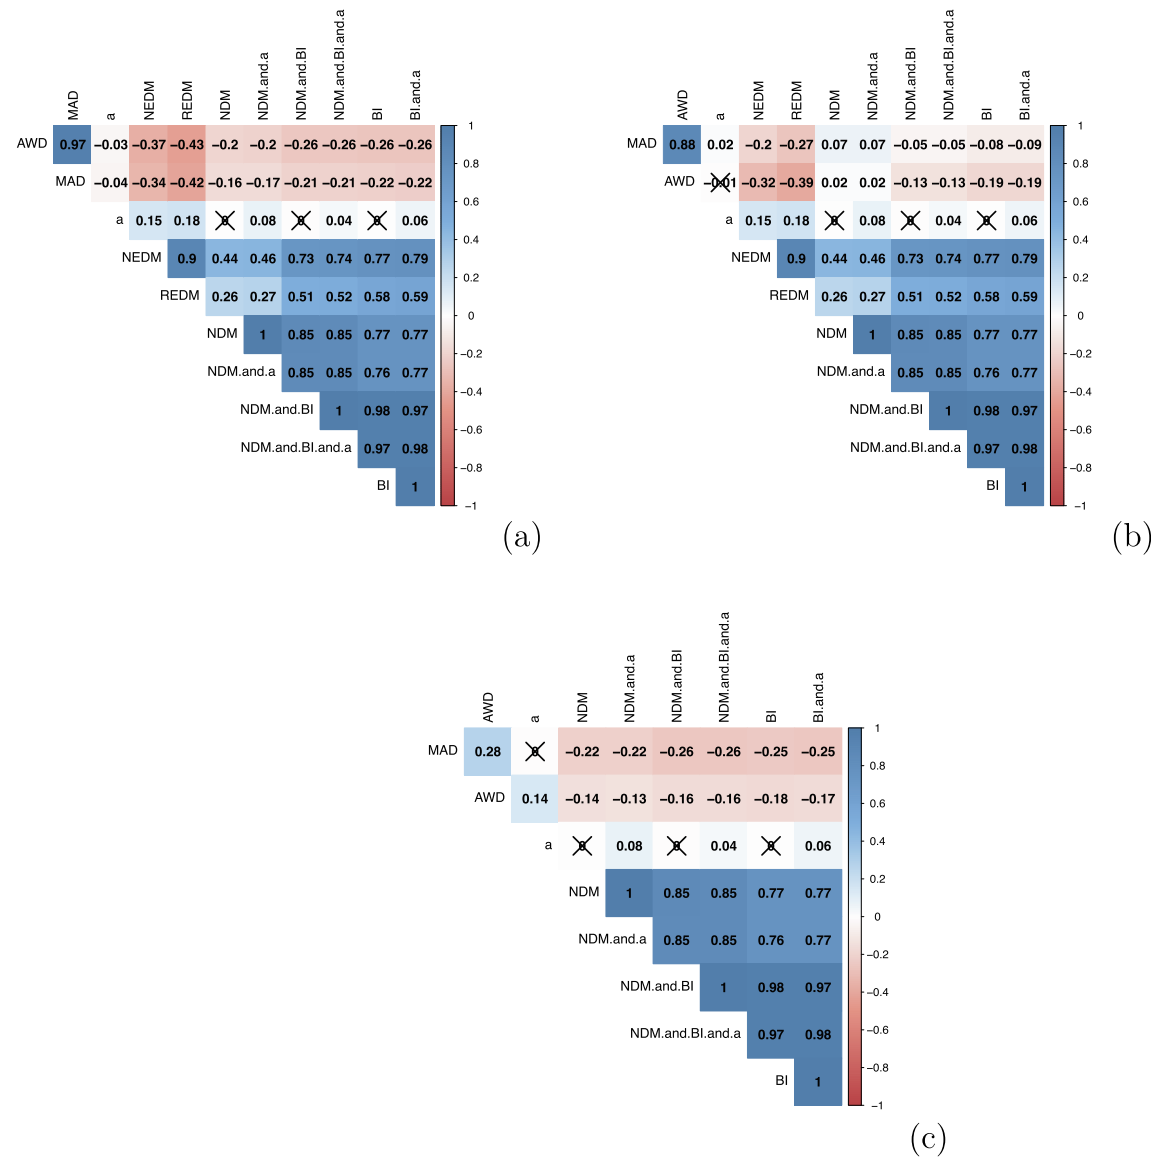 MAD a NEDM REDM NDM NDM.and.a NDM.and.BI NDM.and.BI.and.a BI BI.and.a
AWD 0.97 −0.03 −0.37 −0.43 −0.2 −0.2 −0.26 −0.26 −0.26 −0.26
MAD −0.04 −0.34 −0.42 −0.16 −0.17 −0.21 −0.21 −0.22 −0.22
a 0.15 0.18 0 0.08 0 0.04 0 0.06
NEDM 0.9 0.44 0.46 0.73 0.74 0.77 0.79
REDM 0.26 0.27 0.51 0.52 0.58 0.59
NDM 1 0.85 0.85 0.77 0.77
NDM.and.a 0.85 0.85 0.76 0.77
NDM.and.BI 1 0.98 0.97
NDM.and.BI.and.a 0.97 0.98
BI 1
1
0.8
0.6
0.4
0.2
0
−0.2
−0.4
−0.6
−0.8
−1
(a)
AWD a NEDM REDM NDM NDM.and.a NDM.and.BI NDM.and.BI.and.a BI BI.and.a
MAD 0.88 0.02 −0.2 −0.27 0.07 0.07 −0.05 −0.05 −0.08 −0.09
AWD −0.01 −0.32 −0.39 0.02 0.02 −0.13 −0.13 −0.19 −0.19
a 0.15 0.18 0 0.08 0 0.04 0 0.06
NEDM 0.9 0.44 0.46 0.73 0.74 0.77 0.79
REDM 0.26 0.27 0.51 0.52 0.58 0.59
NDM 1 0.85 0.85 0.77 0.77
NDM.and.a 0.85 0.85 0.76 0.77
NDM.and.BI 1 0.98 0.97
NDM.and.BI.and.a 0.97 0.98
BI 1
1
0.8
0.6
0.4
0.2
0
−0.2
−0.4
−0.6
−0.8
−1
(b)
AWD a NDM NDM.and.a NDM.and.BI NDM.and.BI.and.a BI BI.and.a
MAD 0.28 0 −0.22 −0.22 −0.26 −0.26 −0.25 −0.25
AWD 0.14 −0.14 −0.13 −0.16 −0.16 −0.18 −0.17
a 0 0.08 0 0.04 0 0.06
NDM 1 0.85 0.85 0.77 0.77
NDM.and.a 0.85 0.85 0.76 0.77
NDM.and.BI 1 0.98 0.97
NDM.and.BI.and.a 0.97 0.98
BI 1
1
0.8
0.6
0.4
0.2
0
−0.2
−0.4
−0.6
−0.8
−1
(c)